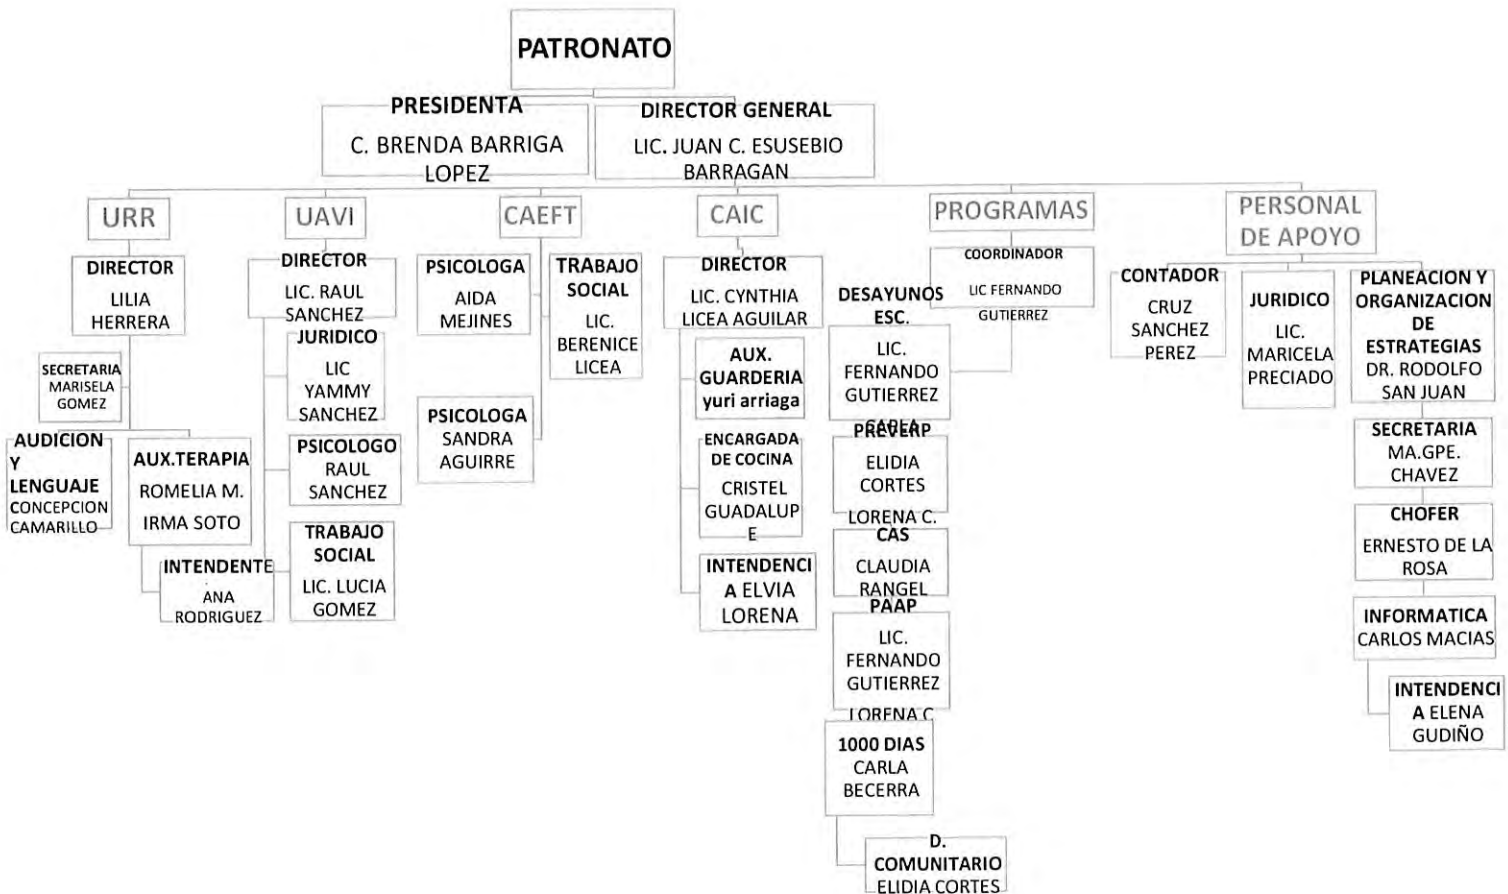 PATRONATO
PRESIDENTA
C. BRENDA BARRIGA
LOPEZ
DIRECTOR GENERAL
LIC. JUAN C. ESUSEBIO
BARRAGAN
URR
DIRECTOR
LILIA
HERRERA
SECRETARIA
MARISELA
GOMEZ
AUDICION
Y
LENGUAJE
CONCEPCION
CAMARILLO
AUX.TERAPIA
ROMELIA M.
IRMA SOTO
INTENDENTE
ANA
RODRIGUEZ
UAVI
DIRECTOR
LIC. RAUL
SANCHEZ
JURIDICO
LIC
YAMMY
SANCHEZ
PSICOLOGO
RAUL
SANCHEZ
TRABAJO
SOCIAL
LIC. LUCIA
GOMEZ
CAEFT
PSICOLOGA
AIDA
MEJINES
TRABAJO
SOCIAL
LIC.
BERENICE
LICEA
PSICOLOGA
SANDRA
AGUIRRE
CAIC
DIRECTOR
LIC. CYNTHIA
LICEA AGUILAR
AUX.
GUARDERIA
yuri arriaga
ENCARGADA
DE COCINA
CRISTEL
GUADALUP
E
INTENDENCI
A ELVIA
LORENA
PROGRAMAS
COORDINADOR
LIC FERNANDO
GUTIERREZ
DESAYUNOS
ESC.
LIC.
FERNANDO
GUTIERREZ
CARLA
PREVERP
ELIDIA
CORTES
LORENA C.
CAS
CLAUDIA
RANGEL
PAAP
LIC.
FERNANDO
GUTIERREZ
LORENA C
1000 DIAS
CARLA
BECERRA
D.
COMUNITARIO
ELIDIA CORTES
PERSONAL
DE APOYO
CONTADOR
CRUZ
SANCHEZ
PEREZ
JURIDICO
LIC.
MARICELA
PRECIADO
PLANEACION Y
ORGANIZACION
DE
ESTRATEGIAS
DR. RODOLFO
SAN JUAN
SECRETARIA
MA.GPE.
CHAVEZ
CHOFER
ERNESTO DE LA
ROSA
INFORMATICA
CARLOS MACIAS
INTENDENCI
A ELENA
GUDIÑO